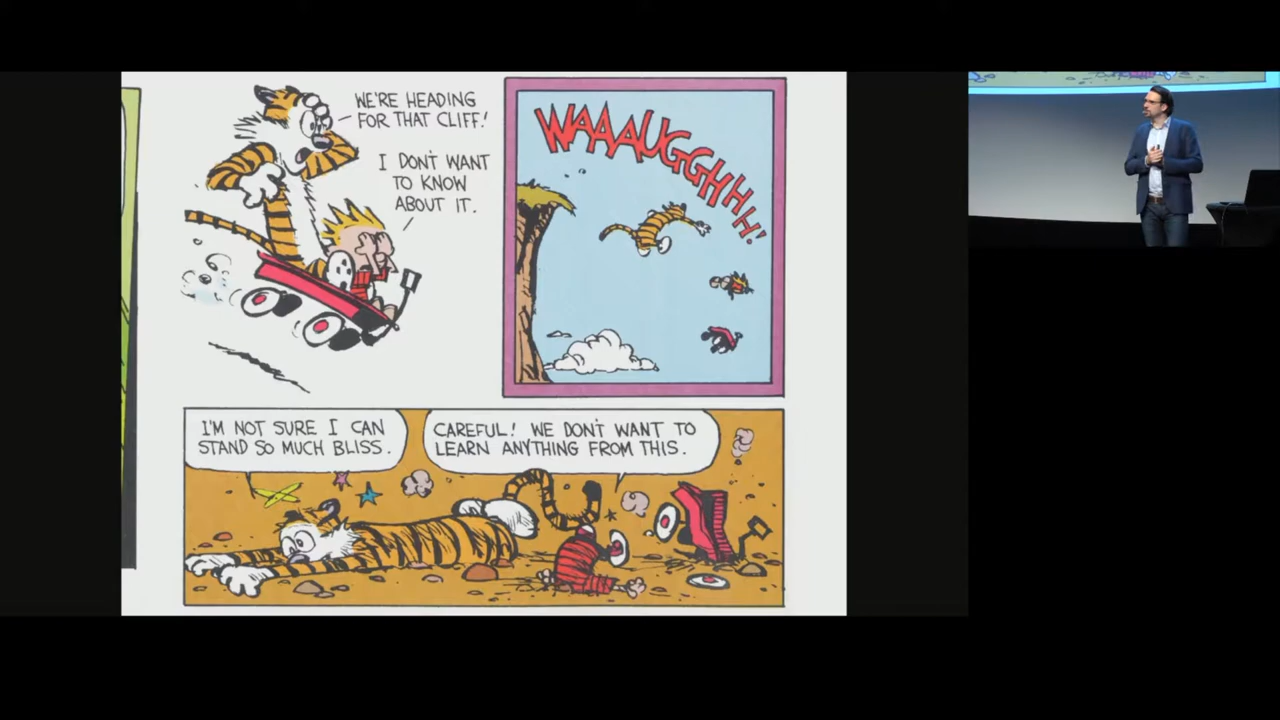 WE'RE HEADING
FOR THAT CLIFF!
I DON'T WANT
TO KNOW
ABOUT IT.
WAAAUGGHHH!
I'M NOT SURE I CAN
STAND SO MUCH BLISS.
CAREFUL! WE DON'T WANT TO
LEARN ANYTHING FROM THIS.